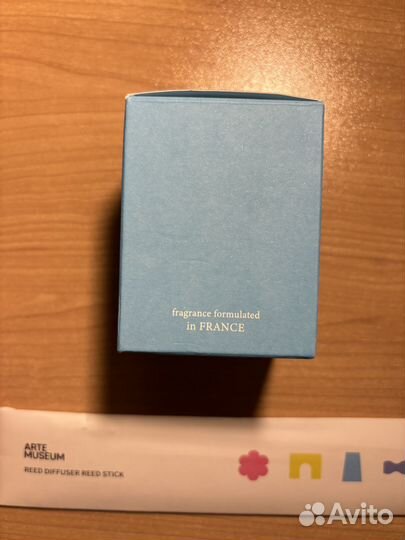 fragrance formulated
in FRANCE
ARTE
MUSEUM
REED DIFFUSER REED STICK
Avito